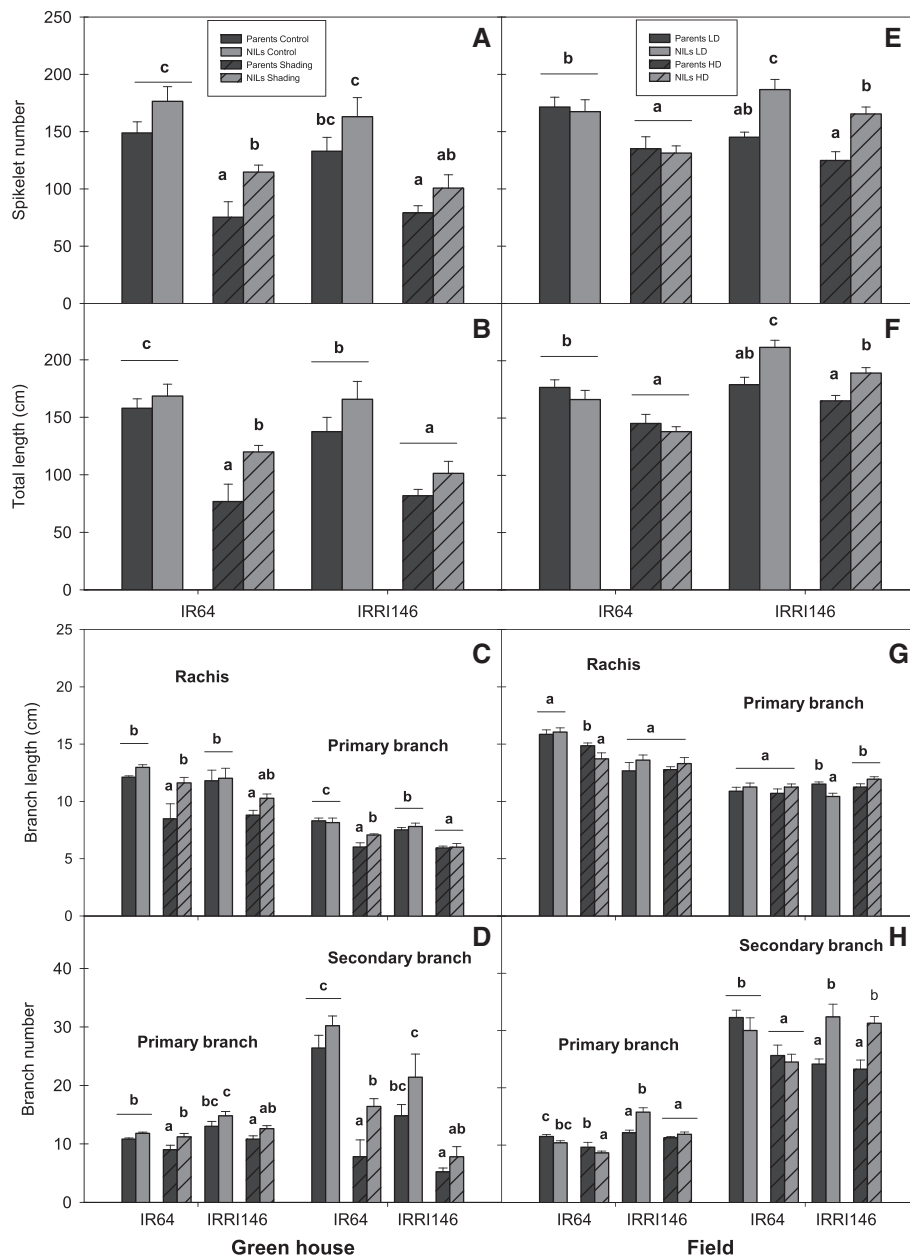 250
200
150
100
50
0
Spikelet number
A
Parents Control
NILs Control
Parents Shading
NILs Shading
c
a
b
bc
c
a
ab
E
Parents LD
NILs LD
Parents HD
NILs HD
b
a
ab
c
a
b
200
150
100
50
0
Total length (cm)
B
c
a
b
b
a
IR64
IRRI146
F
b
a
ab
c
a
b
IR64
IRRI146
25
20
15
10
5
0
Branch length (cm)
C
Rachis
b
a
b
b
a
ab
Primary branch
c
a
b
b
a
G
Rachis
a
b
a
a
Primary branch
a
b
a
b
40
30
20
10
0
Branch number
D
Secondary branch
c
a
b
bc
c
a
ab
Primary branch
b
a
b
bc
c
a
ab
IR64
IRRI146
IR64
IRRI146
Green house
H
Secondary branch
b
a
a
b
a
b
Primary branch
c
bc
b
a
a
b
a
IR64
IRRI146
IR64
IRRI146
Field